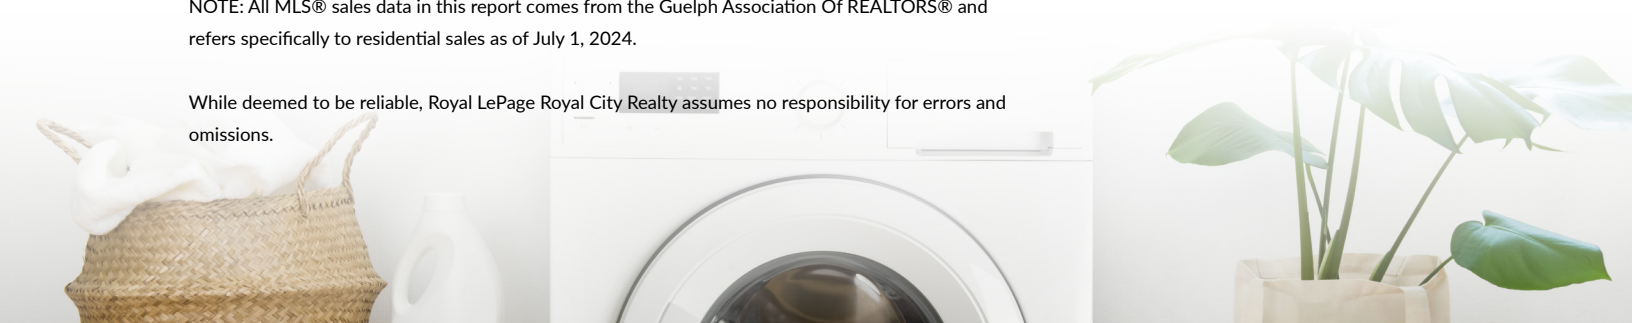 NOTE: All MLS® sales data in this report comes from the Guelph Association Of REALTORS® and
refers specifically to residential sales as of July 1, 2024.
While deemed to be reliable, Royal LePage Royal City Realty assumes no responsibility for errors and
omissions.